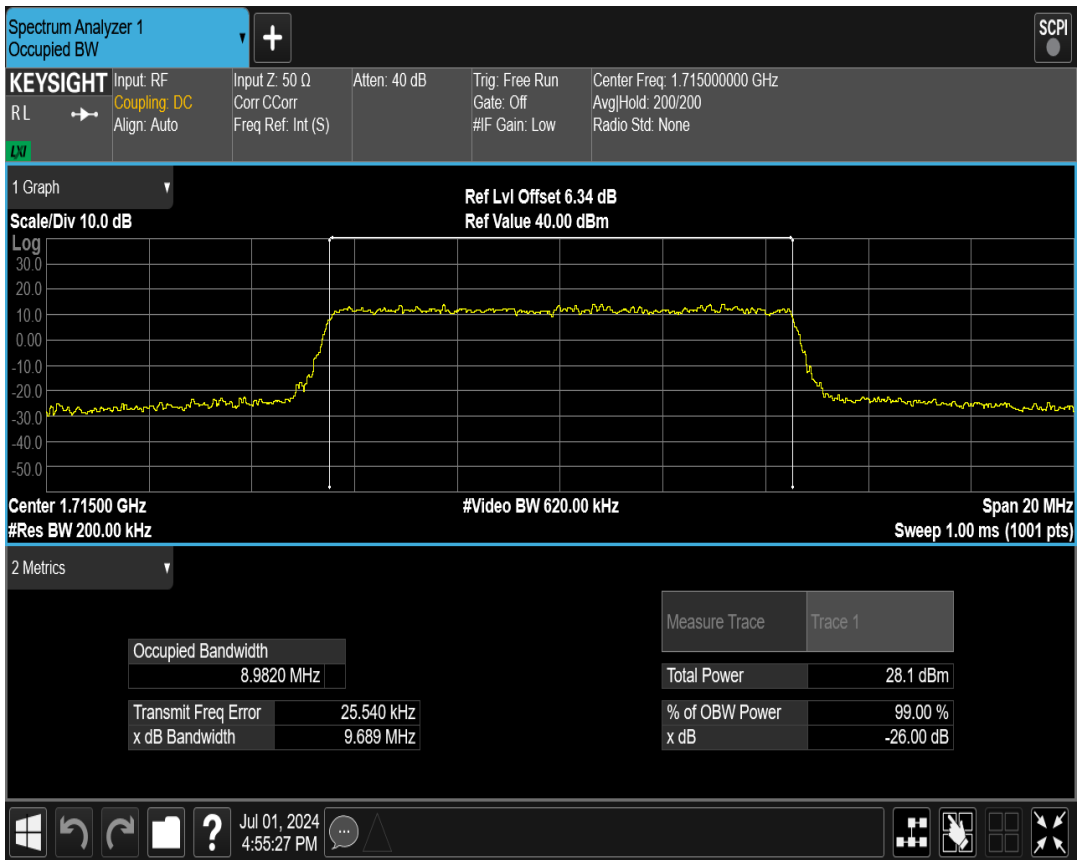 Spectrum Analyzer 1
Occupied BW
+
SCPI
KEYSIGHT
RL
LXI
Input: RF
Coupling: DC
Align: Auto
Input Z: 50 Ω
Corr CCorr
Freq Ref: Int (S)
Atten: 40 dB
Trig: Free Run
Gate: Off
#IF Gain: Low
Center Freq: 1.715000000 GHz
Avg|Hold: 200/200
Radio Std: None
1 Graph
Ref Lvl Offset 6.34 dB
Scale/Div 10.0 dB
Ref Value 40.00 dBm
Log
30.0
20.0
10.0
0.00
-10.0
-20.0
-30.0
-40.0
-50.0
Center 1.71500 GHz
#Video BW 620.00 kHz
Span 20 MHz
#Res BW 200.00 kHz
Sweep 1.00 ms (1001 pts)
2 Metrics
Measure Trace Trace 1
Occupied Bandwidth
8.9820 MHz
Total Power 28.1 dBm
Transmit Freq Error 25.540 kHz
% of OBW Power 99.00 %
x dB Bandwidth 9.689 MHz
x dB -26.00 dB
?
Jul 01, 2024
4:55:27 PM